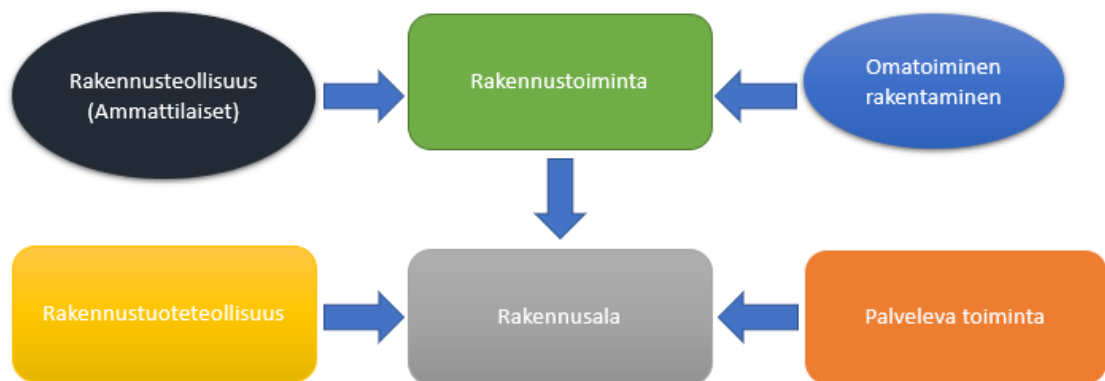 Rakennusteollisuus
(Ammattilaiset)
Rakennustoiminta
Omatoiminen
rakentaminen
Rakennustuoteteollisuus
Rakennusala
Palveleva toiminta